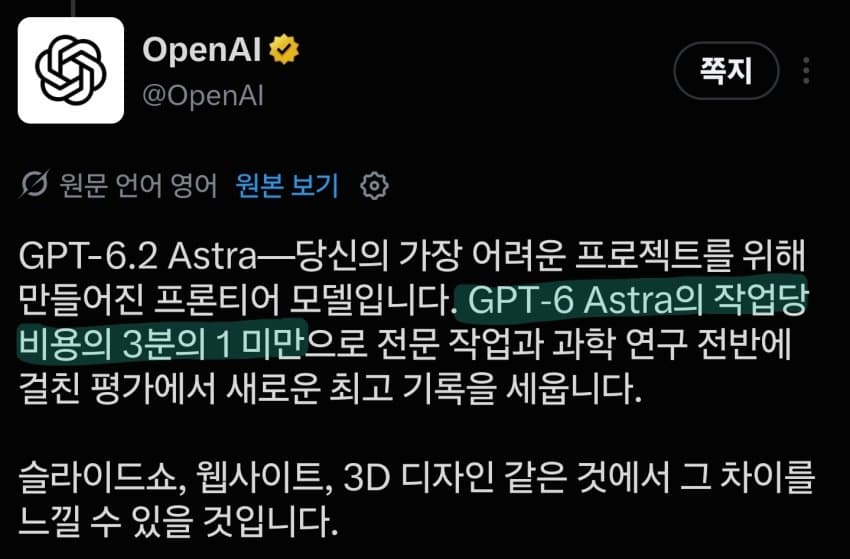 OpenAI
@OpenAI
쪽지
원문 언어 영어 원본 보기
GPT-6.2 Astra—당신의 가장 어려운 프로젝트를 위해
만들어진 프론티어 모델입니다. GPT-6 Astra의 작업당
비용의 3분의 1 미만으로 전문 작업과 과학 연구 전반에
걸친 평가에서 새로운 최고 기록을 세웁니다.
슬라이드쇼, 웹사이트, 3D 디자인 같은 것에서 그 차이를
느낄 수 있을 것입니다.